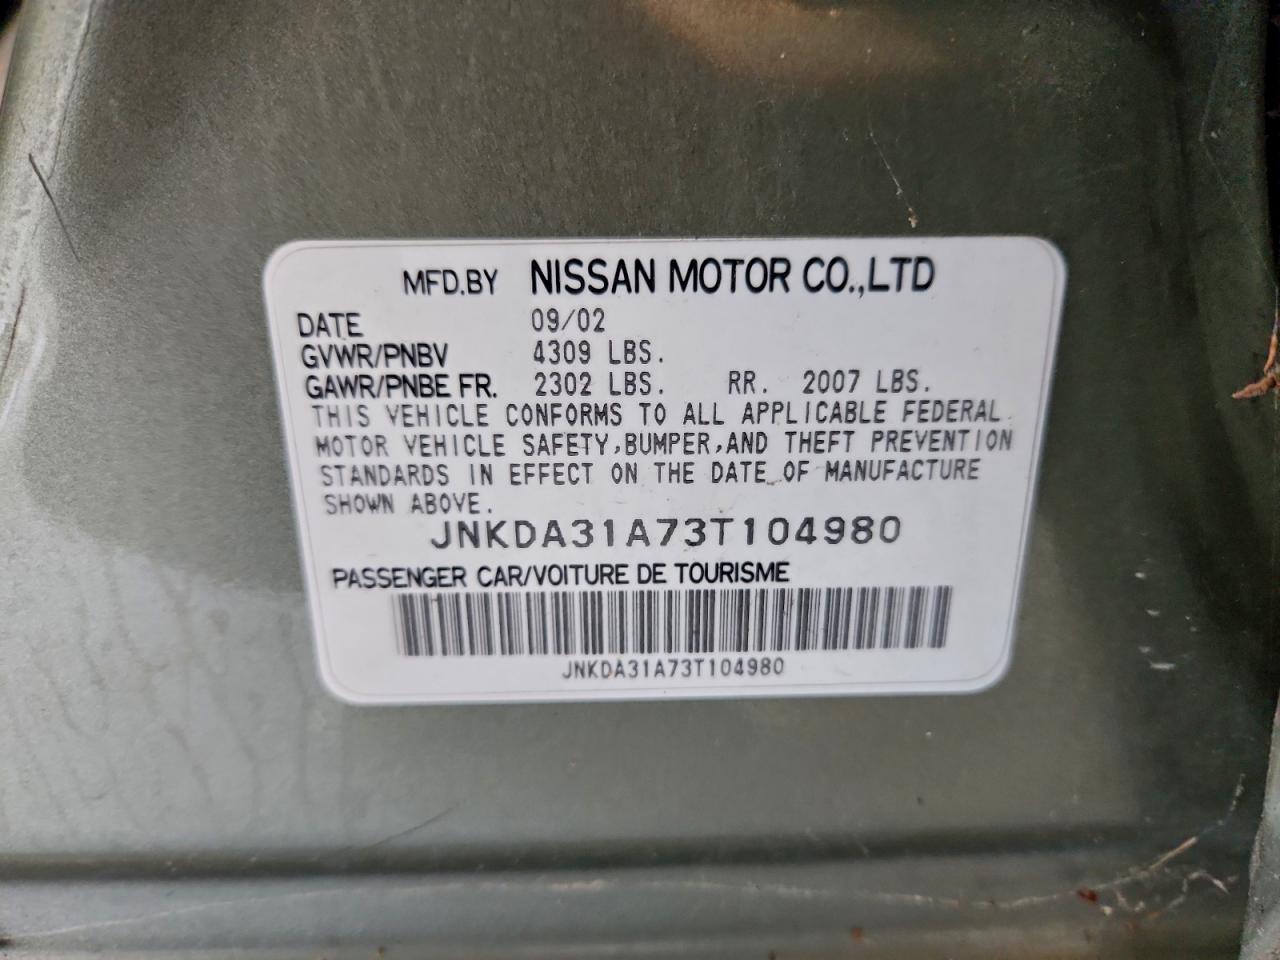 MFD.BY NISSAN MOTOR CO.,LTD
DATE 09/02
GVWR/PNBV 4309 LBS.
GAWR/PNBE FR. 2302 LBS. RR. 2007 LBS.
THIS VEHICLE CONFORMS TO ALL APPLICABLE FEDERAL
MOTOR VEHICLE SAFETY,BUMPER,AND THEFT PREVENTION
STANDARDS IN EFFECT ON THE DATE OF MANUFACTURE
SHOWN ABOVE.
JNKDA31A73T104980
PASSENGER CAR/VOITURE DE TOURISME
JNKDA31A73T104980